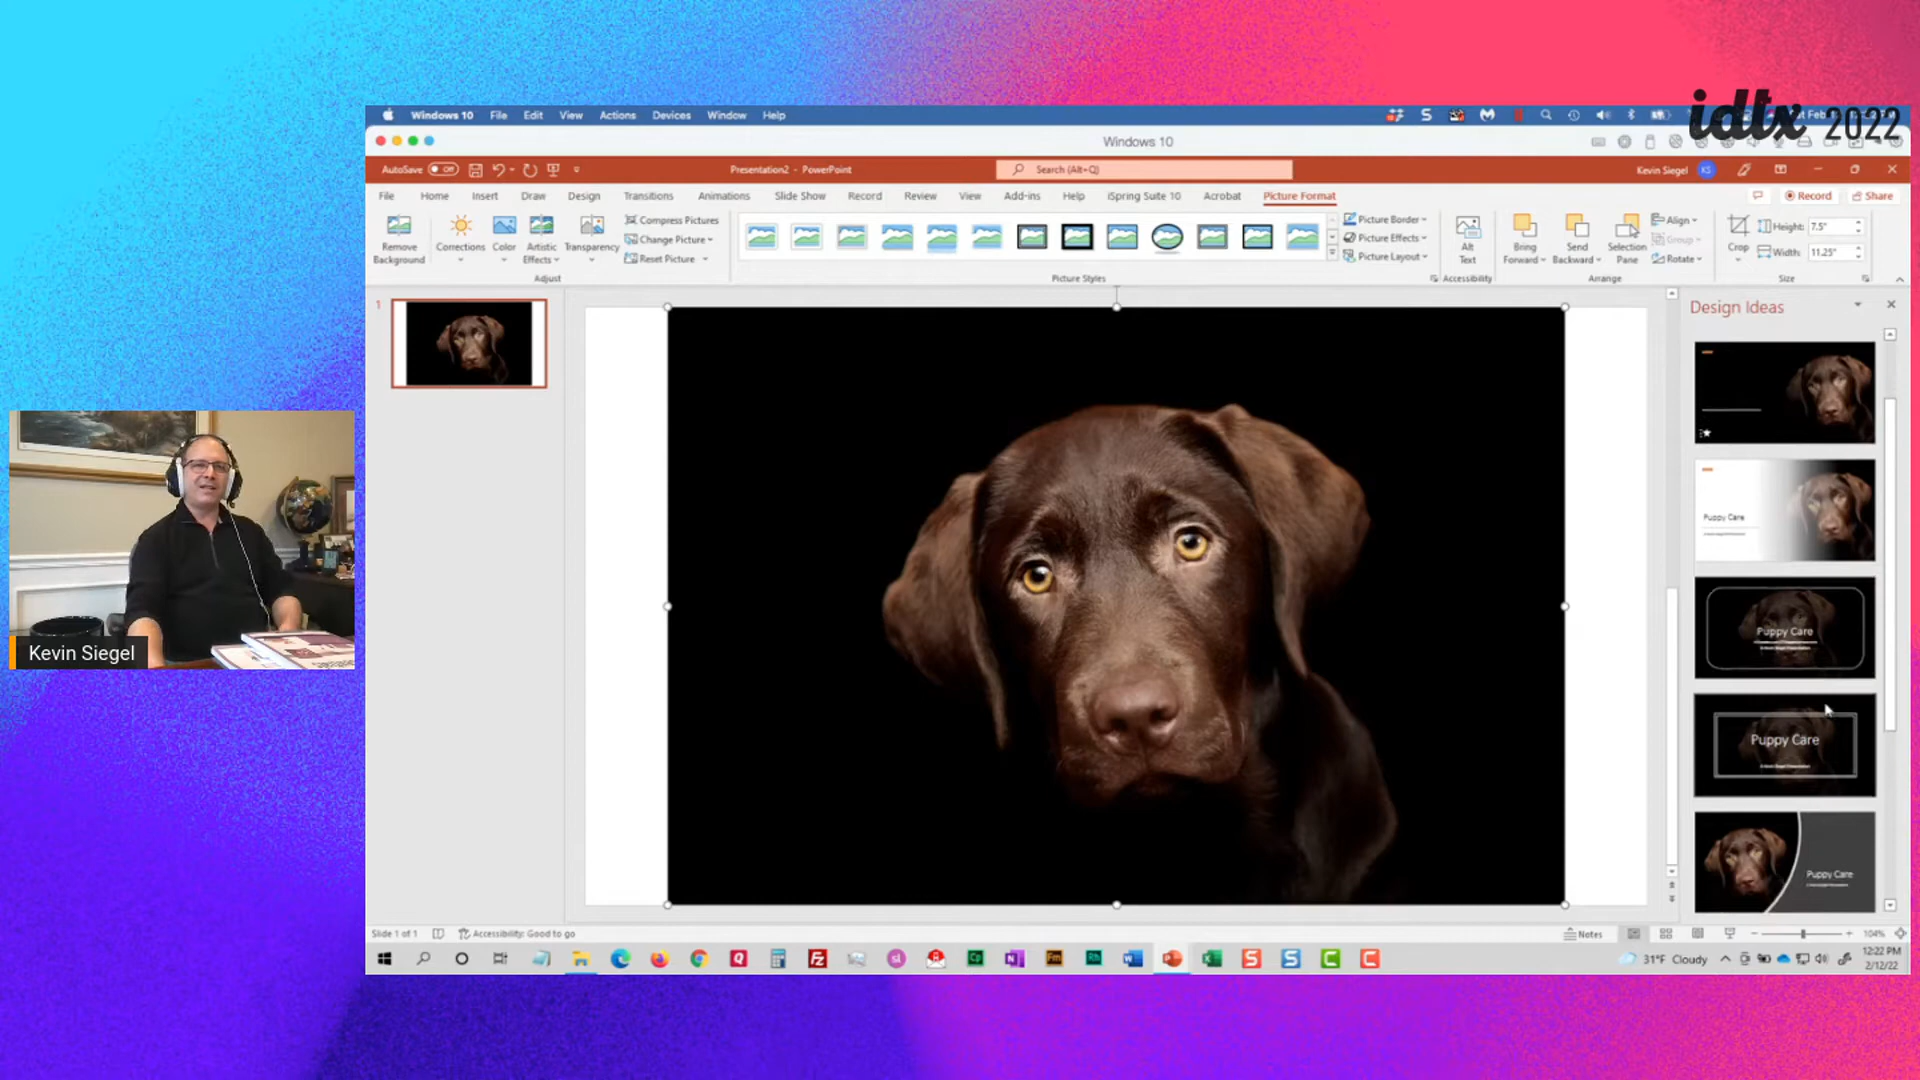 idtx 2022
Windows 10 File Edit View Actions Devices Window Help
Windows 10
AutoSave Off Presentation2 - PowerPoint Search (Alt+Q) Kevin Siegel KS
File Home Insert Draw Design Transitions Animations Slide Show Record Review View Add-ins Help iSpring Suite 10 Acrobat Picture Format Record Share
Remove Background
Corrections
Color
Artistic Effects
Transparency
Compress Pictures
Change Picture
Reset Picture
Adjust
Picture Styles
Picture Border
Picture Effects
Picture Layout
Alt Text
Accessibility
Bring Forward
Send Backward
Selection Pane
Align
Group
Rotate
Arrange
Crop
Height: 7.5"
Width: 11.25"
Size
1
Design Ideas
Puppy Care
Puppy Care
Puppy Care
Puppy Care
Kevin Siegel
Slide 1 of 1 Accessibility: Good to go Notes 104%
31°F Cloudy
12:22 PM
2/12/22